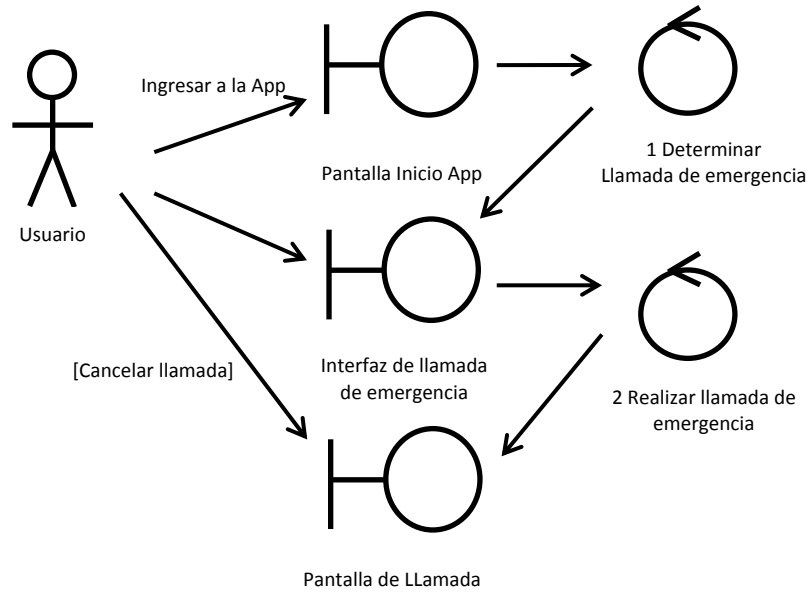 Ingresar a la App
Pantalla Inicio App
1 Determinar
Llamada de emergencia
Usuario
[Cancelar llamada]
Interfaz de llamada
de emergencia
2 Realizar llamada de
emergencia
Pantalla de LLamada